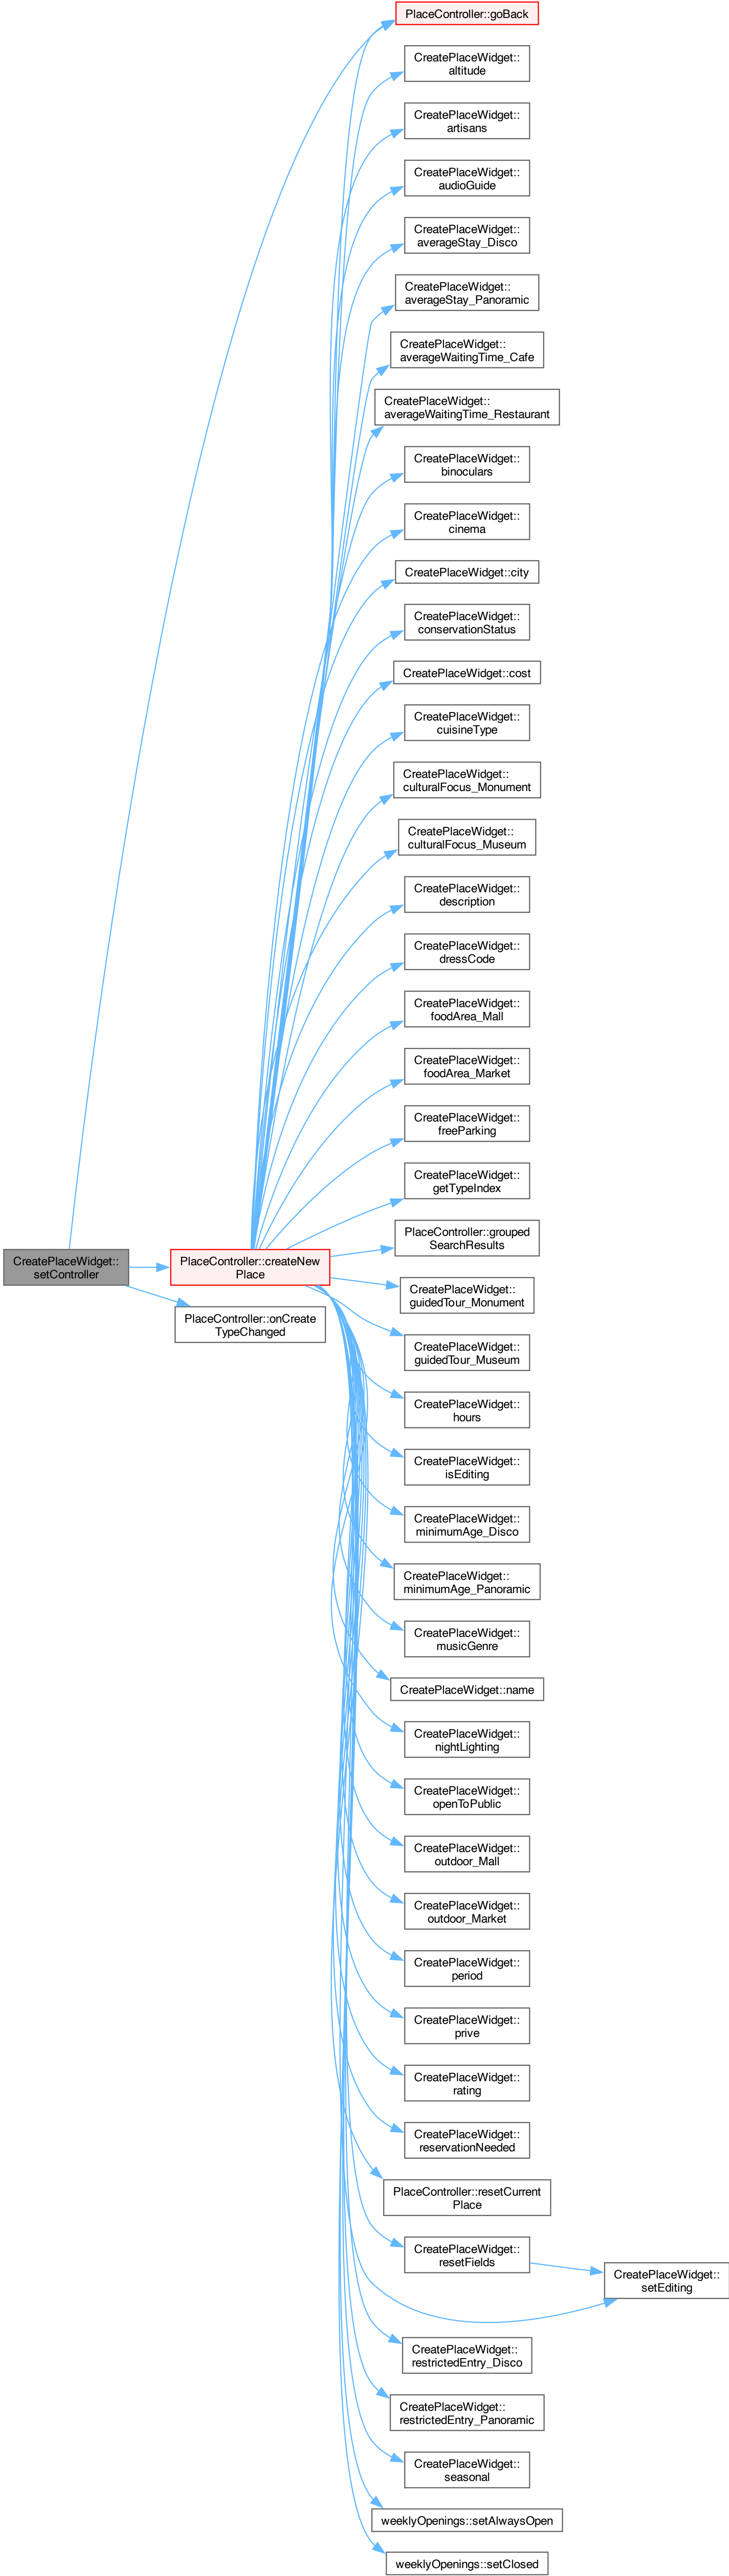 PlaceController::goBack
CreatePlaceWidget::
altitude
CreatePlaceWidget::
artisans
CreatePlaceWidget::
audioGuide
CreatePlaceWidget::
averageStay_Disco
CreatePlaceWidget::
averageStay_Panoramic
CreatePlaceWidget::
averageWaitingTime_Cafe
CreatePlaceWidget::
averageWaitingTime_Restaurant
CreatePlaceWidget::
binoculars
CreatePlaceWidget::
cinema
CreatePlaceWidget::city
CreatePlaceWidget::
conservationStatus
CreatePlaceWidget::cost
CreatePlaceWidget::
cuisineType
CreatePlaceWidget::
culturalFocus_Monument
CreatePlaceWidget::
culturalFocus_Museum
CreatePlaceWidget::
description
CreatePlaceWidget::
dressCode
CreatePlaceWidget::
foodArea_Mall
CreatePlaceWidget::
foodArea_Market
CreatePlaceWidget::
freeParking
CreatePlaceWidget::
getTypeIndex
CreatePlaceWidget::
setController
PlaceController::createNew
Place
PlaceController::onCreate
TypeChanged
PlaceController::grouped
SearchResults
CreatePlaceWidget::
guidedTour_Monument
CreatePlaceWidget::
guidedTour_Museum
CreatePlaceWidget::
hours
CreatePlaceWidget::
isEditing
CreatePlaceWidget::
minimumAge_Disco
CreatePlaceWidget::
minimumAge_Panoramic
CreatePlaceWidget::
musicGenre
CreatePlaceWidget::name
CreatePlaceWidget::
nightLighting
CreatePlaceWidget::
openToPublic
CreatePlaceWidget::
outdoor_Mall
CreatePlaceWidget::
outdoor_Market
CreatePlaceWidget::
period
CreatePlaceWidget::
prive
CreatePlaceWidget::
rating
CreatePlaceWidget::
reservationNeeded
PlaceController::resetCurrent
Place
CreatePlaceWidget::
resetFields
CreatePlaceWidget::
setEditing
CreatePlaceWidget::
restrictedEntry_Disco
CreatePlaceWidget::
restrictedEntry_Panoramic
CreatePlaceWidget::
seasonal
weeklyOpenings::setAlwaysOpen
weeklyOpenings::setClosed